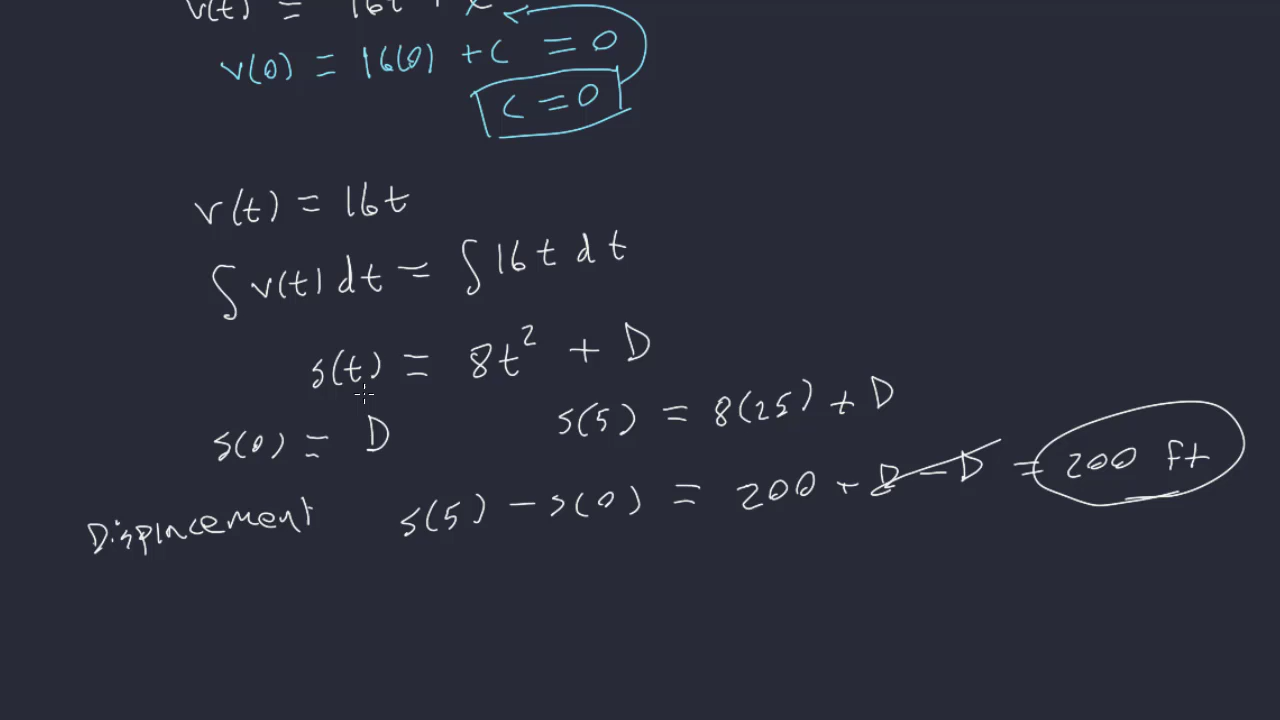 v(t) = 16t + C
v(0) = 16(0) + C = 0
C = 0
v(t) = 16t
∫ v(t) dt = ∫ 16t dt
s(t) = 8t² + D
s(0) = D s(5) = 8(25) + D
Displacement s(5) - s(0) = 200 + D - D = 200 ft